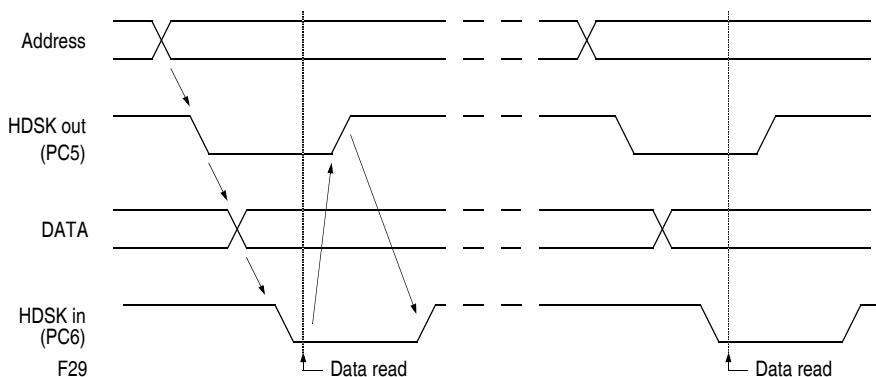 Address
HDSK out
(PC5)
DATA
HDSK in
(PC6)
F29
Data read
Data read